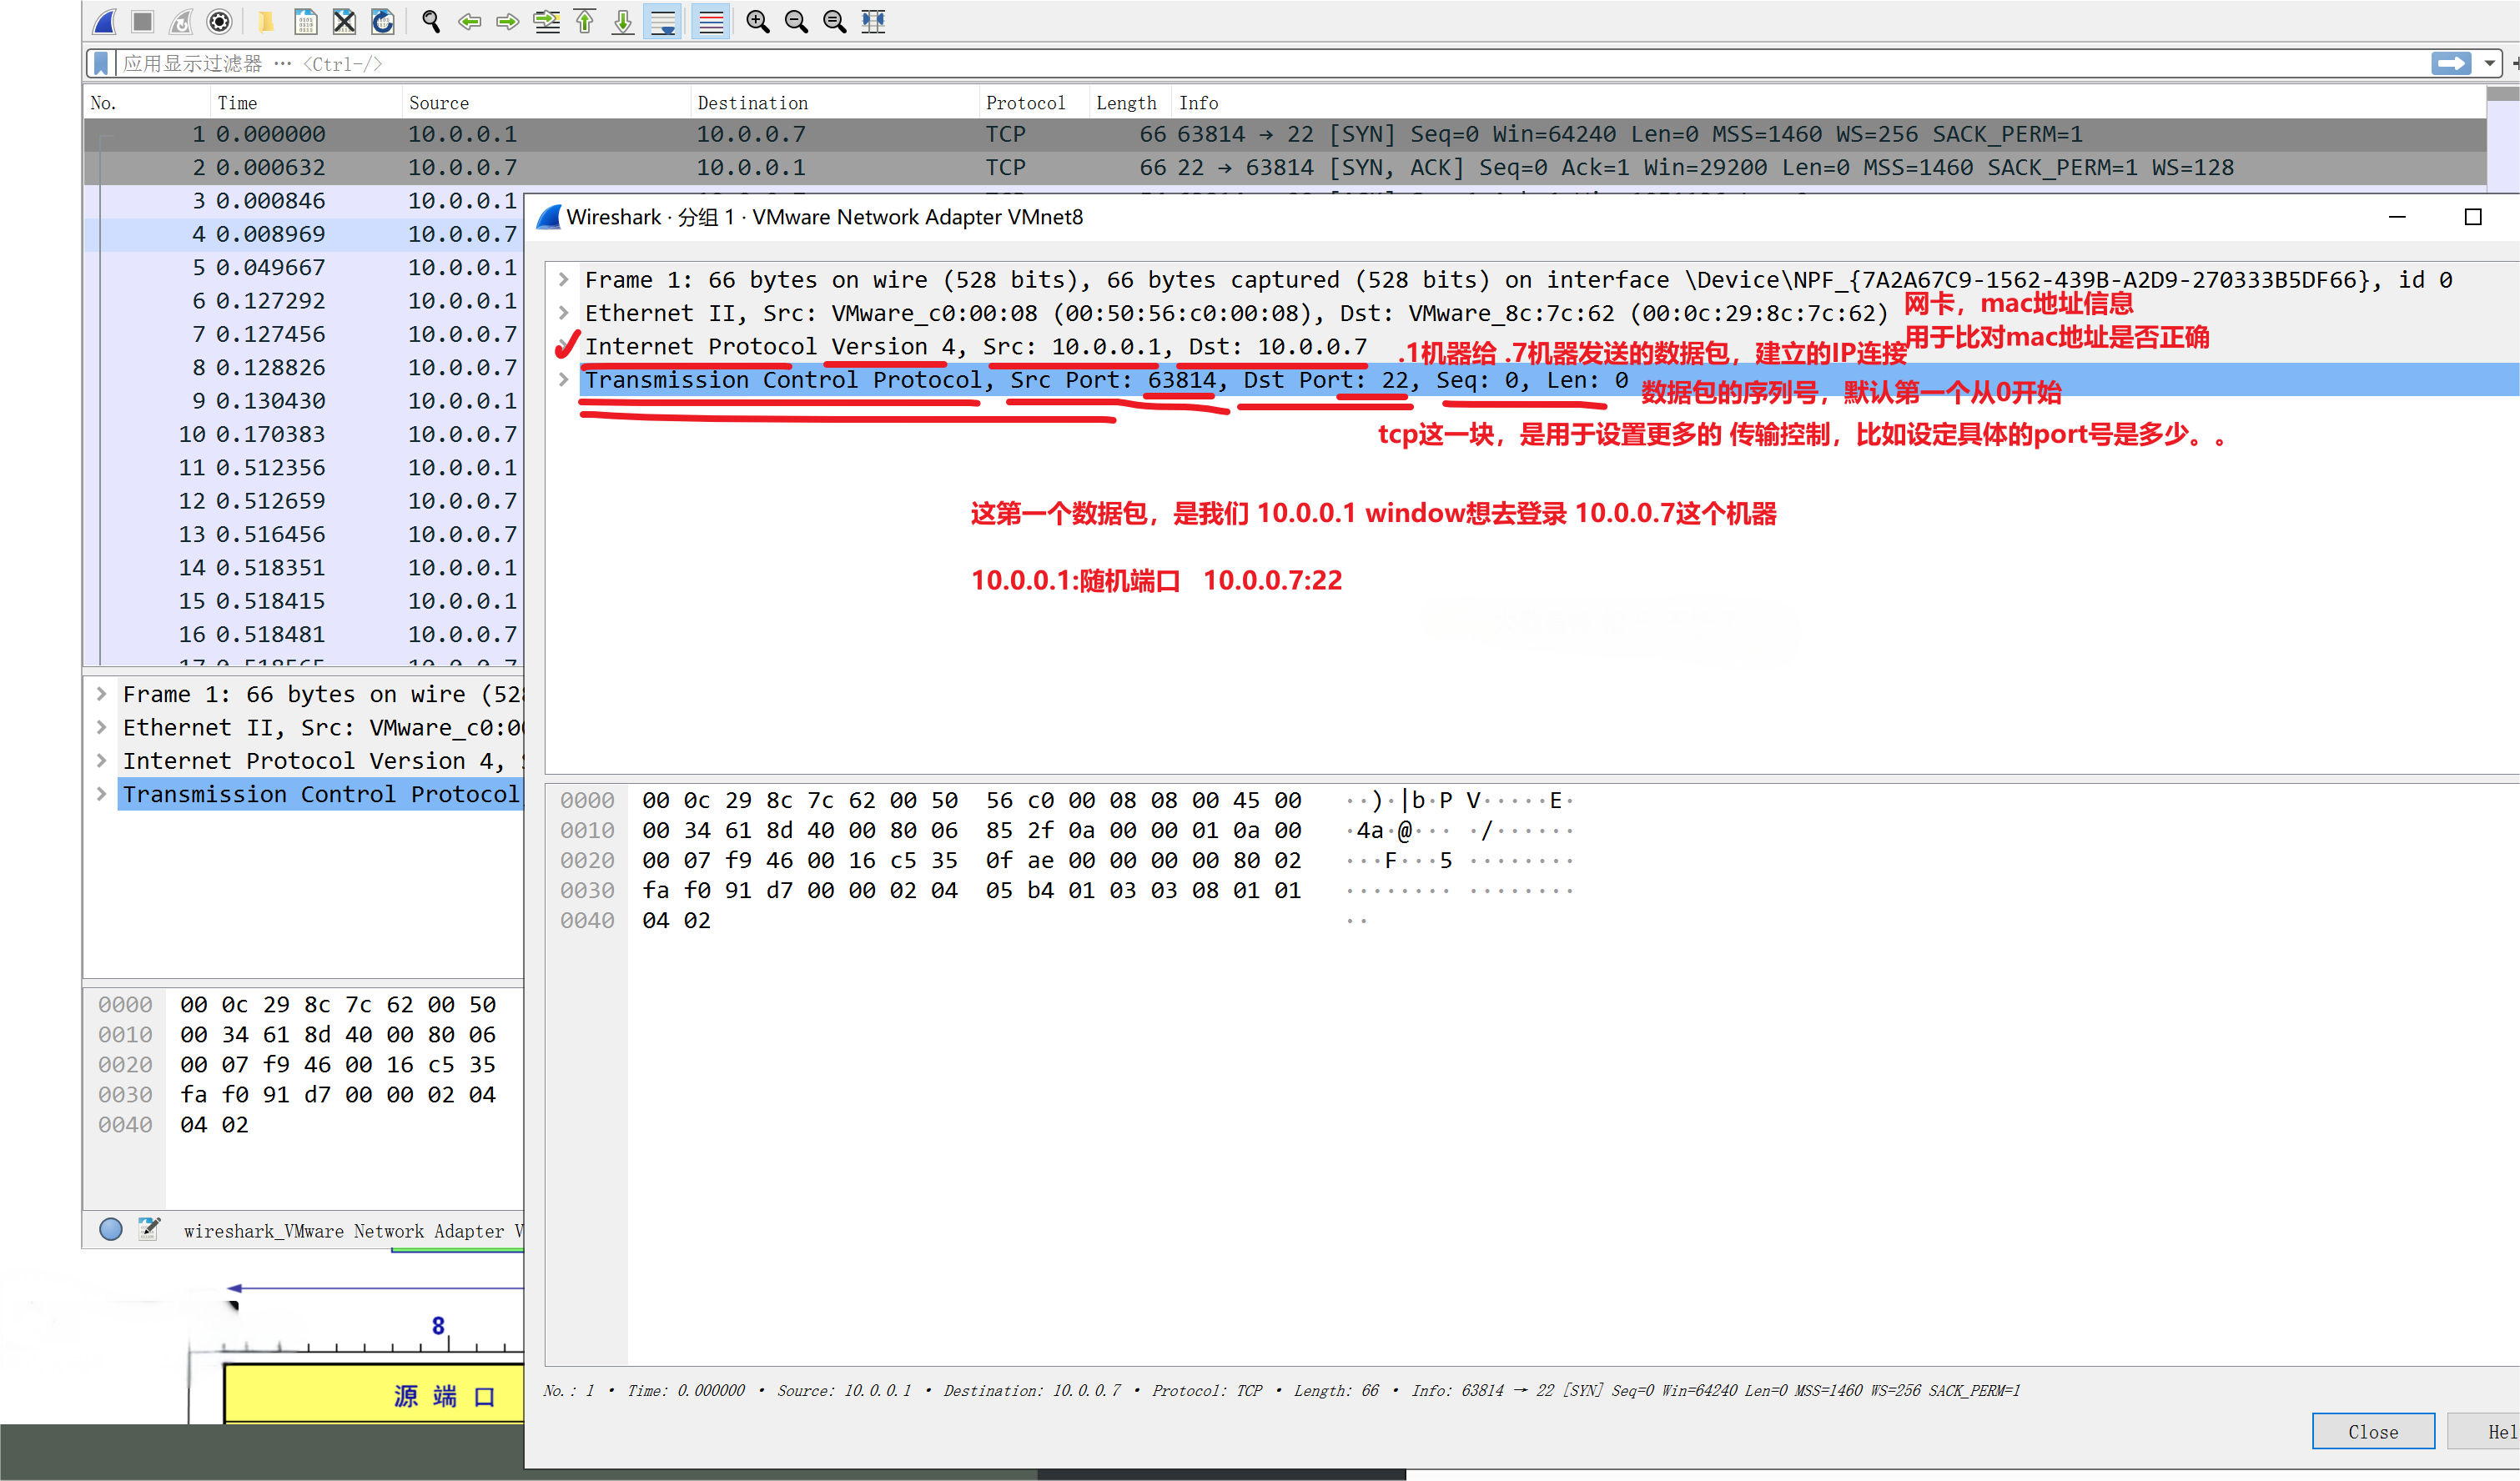 应用显示过滤器 … <Ctrl-/>
No. Time Source Destination Protocol Length Info
1 0.000000 10.0.0.1 10.0.0.7 TCP 66 63814 → 22 [SYN] Seq=0 Win=64240 Len=0 MSS=1460 WS=256 SACK_PERM=1
2 0.000632 10.0.0.7 10.0.0.1 TCP 66 22 → 63814 [SYN, ACK] Seq=0 Ack=1 Win=29200 Len=0 MSS=1460 SACK_PERM=1 WS=128
3 0.000846 10.0.0.1
4 0.008969 10.0.0.7
5 0.049667 10.0.0.1
6 0.127292 10.0.0.1
7 0.127456 10.0.0.7
8 0.128826 10.0.0.7
9 0.130430 10.0.0.1
10 0.170383 10.0.0.7
11 0.512356 10.0.0.1
12 0.512659 10.0.0.7
13 0.516456 10.0.0.7
14 0.518351 10.0.0.1
15 0.518415 10.0.0.1
16 0.518481 10.0.0.7
Frame 1: 66 bytes on wire (528
Ethernet II, Src: VMware_c0:00
Internet Protocol Version 4,
Transmission Control Protocol
0000 00 0c 29 8c 7c 62 00 50
0010 00 34 61 8d 40 00 80 06
0020 00 07 f9 46 00 16 c5 35
0030 fa f0 91 d7 00 00 02 04
0040 04 02
wireshark_VMware Network Adapter V
8
源 端 口
Wireshark · 分组 1 · VMware Network Adapter VMnet8
Frame 1: 66 bytes on wire (528 bits), 66 bytes captured (528 bits) on interface \Device\NPF_{7A2A67C9-1562-439B-A2D9-270333B5DF66}, id 0
Ethernet II, Src: VMware_c0:00:08 (00:50:56:c0:00:08), Dst: VMware_8c:7c:62 (00:0c:29:8c:7c:62)
网卡，mac地址信息
用于比对mac地址是否正确
Internet Protocol Version 4, Src: 10.0.0.1, Dst: 10.0.0.7
.1机器给 .7机器发送的数据包，建立的IP连接
Transmission Control Protocol, Src Port: 63814, Dst Port: 22, Seq: 0, Len: 0
数据包的序列号，默认第一个从0开始
tcp这一块，是用于设置更多的 传输控制，比如设定具体的port号是多少。。
这第一个数据包，是我们 10.0.0.1 window想去登录 10.0.0.7这个机器
10.0.0.1:随机端口 10.0.0.7:22
0000 00 0c 29 8c 7c 62 00 50 56 c0 00 08 08 00 45 00 ··)·|b·P V·····E·
0010 00 34 61 8d 40 00 80 06 85 2f 0a 00 00 01 0a 00 ·4a·@··· ·/······
0020 00 07 f9 46 00 16 c5 35 0f ae 00 00 00 00 80 02 ···F···5 ········
0030 fa f0 91 d7 00 00 02 04 05 b4 01 03 03 08 01 01 ········ ········
0040 04 02 ··
No.: 1 · Time: 0.000000 · Source: 10.0.0.1 · Destination: 10.0.0.7 · Protocol: TCP · Length: 66 · Info: 63814 → 22 [SYN] Seq=0 Win=64240 Len=0 MSS=1460 WS=256 SACK_PERM=1
Close
Hel